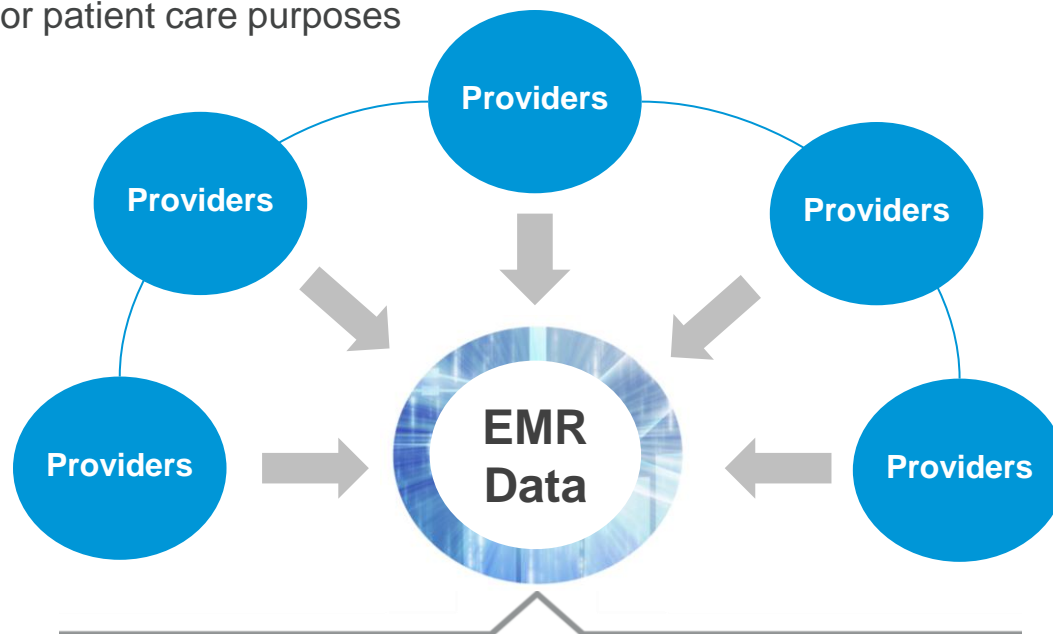 or patient care purposes
Providers
Providers
Providers
Providers
Providers
EMR
Data